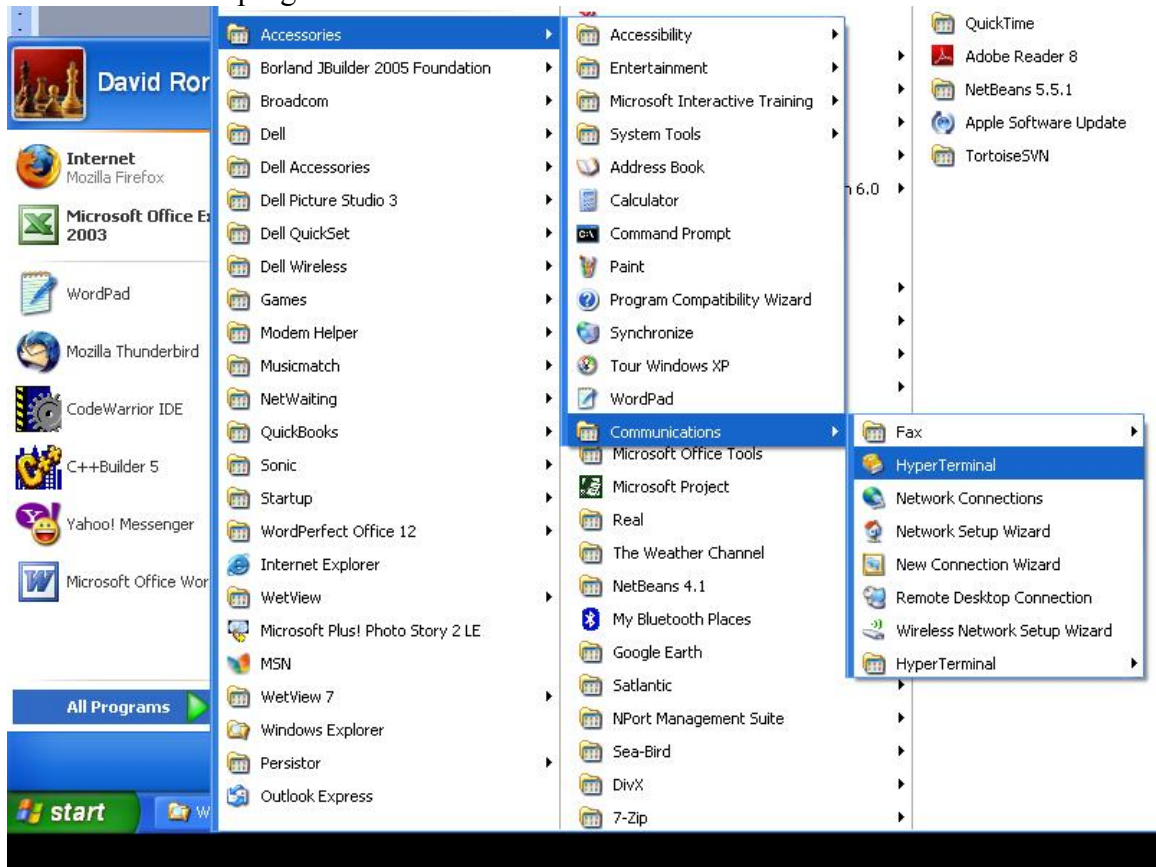 David Ror
Internet
Mozilla Firefox
Microsoft Office E
2003
WordPad
Mozilla Thunderbird
CodeWarrior IDE
C++Builder 5
Yahoo! Messenger
Microsoft Office Wor
All Programs
start
W
Accessories
Borland JBuilder 2005 Foundation
Broadcom
Dell
Dell Accessories
Dell Picture Studio 3
Dell QuickSet
Dell Wireless
Games
Modem Helper
Musicmatch
NetWaiting
QuickBooks
Sonic
Startup
WordPerfect Office 12
Internet Explorer
WetView
Microsoft Plus! Photo Story 2 LE
MSN
WetView 7
Windows Explorer
Persistor
Outlook Express
Accessibility
Entertainment
Microsoft Interactive Training
System Tools
Address Book
Calculator
Command Prompt
Paint
Program Compatibility Wizard
Synchronize
Tour Windows XP
WordPad
Communications
Microsoft Office Tools
Microsoft Project
Real
The Weather Channel
NetBeans 4.1
My Bluetooth Places
Google Earth
Satlantic
NPort Management Suite
Sea-Bird
DivX
7-Zip
6.0
Fax
HyperTerminal
Network Connections
Network Setup Wizard
New Connection Wizard
Remote Desktop Connection
Wireless Network Setup Wizard
HyperTerminal
QuickTime
Adobe Reader 8
NetBeans 5.5.1
Apple Software Update
TortoiseSVN